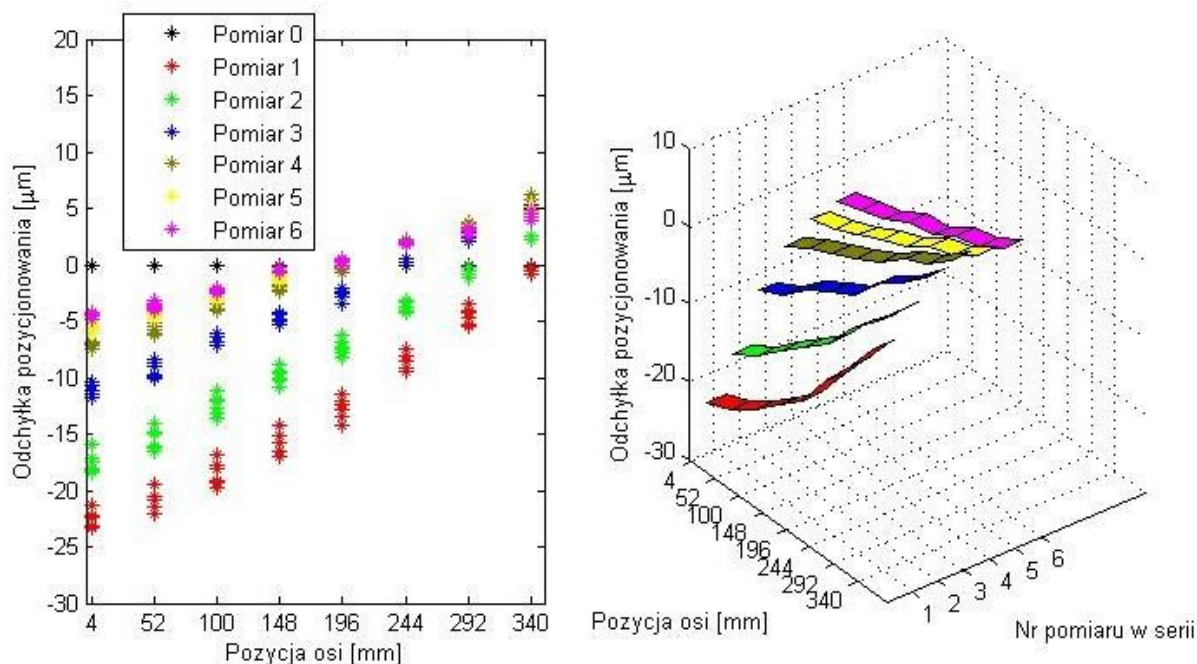 Pomiar 0
Pomiar 1
Pomiar 2
Pomiar 3
Pomiar 4
Pomiar 5
Pomiar 6
20
15
10
5
0
-5
-10
-15
-20
-25
-30
Odchyłka pozycjonowania [µm]
4 52 100 148 196 244 292 340
Pozycja osi [mm]
10
0
-10
-20
-30
Odchyłka pozycjonowania [µm]
4
52
100
148
196
244
292
340
Pozycja osi [mm]
1
2
3
4
5
6
Nr pomiaru w serii